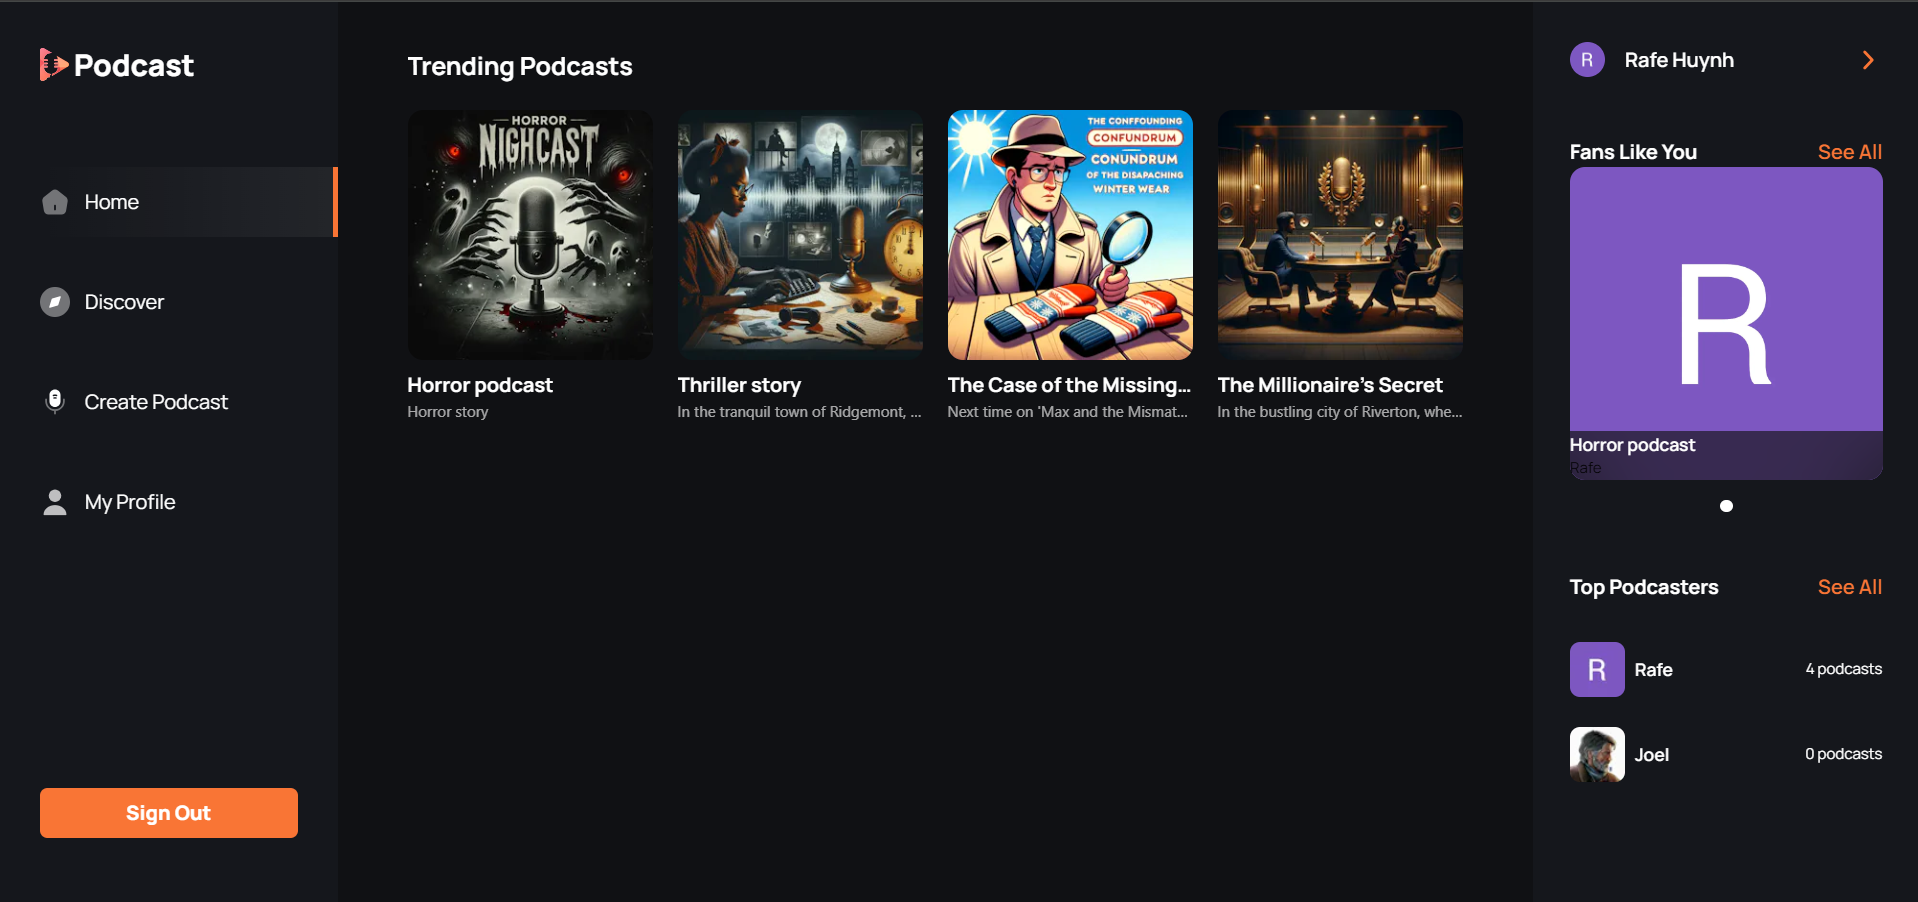 Podcast
Home
Discover
Create Podcast
My Profile
Sign Out
Trending Podcasts
HORROR
NIGHCAST
THE CONFFOUNDING
CONFUNDRUM
CONUNDRUM
OF THE DISAPACHING
WINTER WEAR
Horror podcast
Horror story
Thriller story
In the tranquil town of Ridgemont, ...
The Case of the Missing...
Next time on 'Max and the Mismat...
The Millionaire's Secret
In the bustling city of Riverton, whe...
R
Rafe Huynh
Fans Like You
See All
R
Horror podcast
Rafe
Top Podcasters
See All
R
Rafe
4 podcasts
Joel
0 podcasts